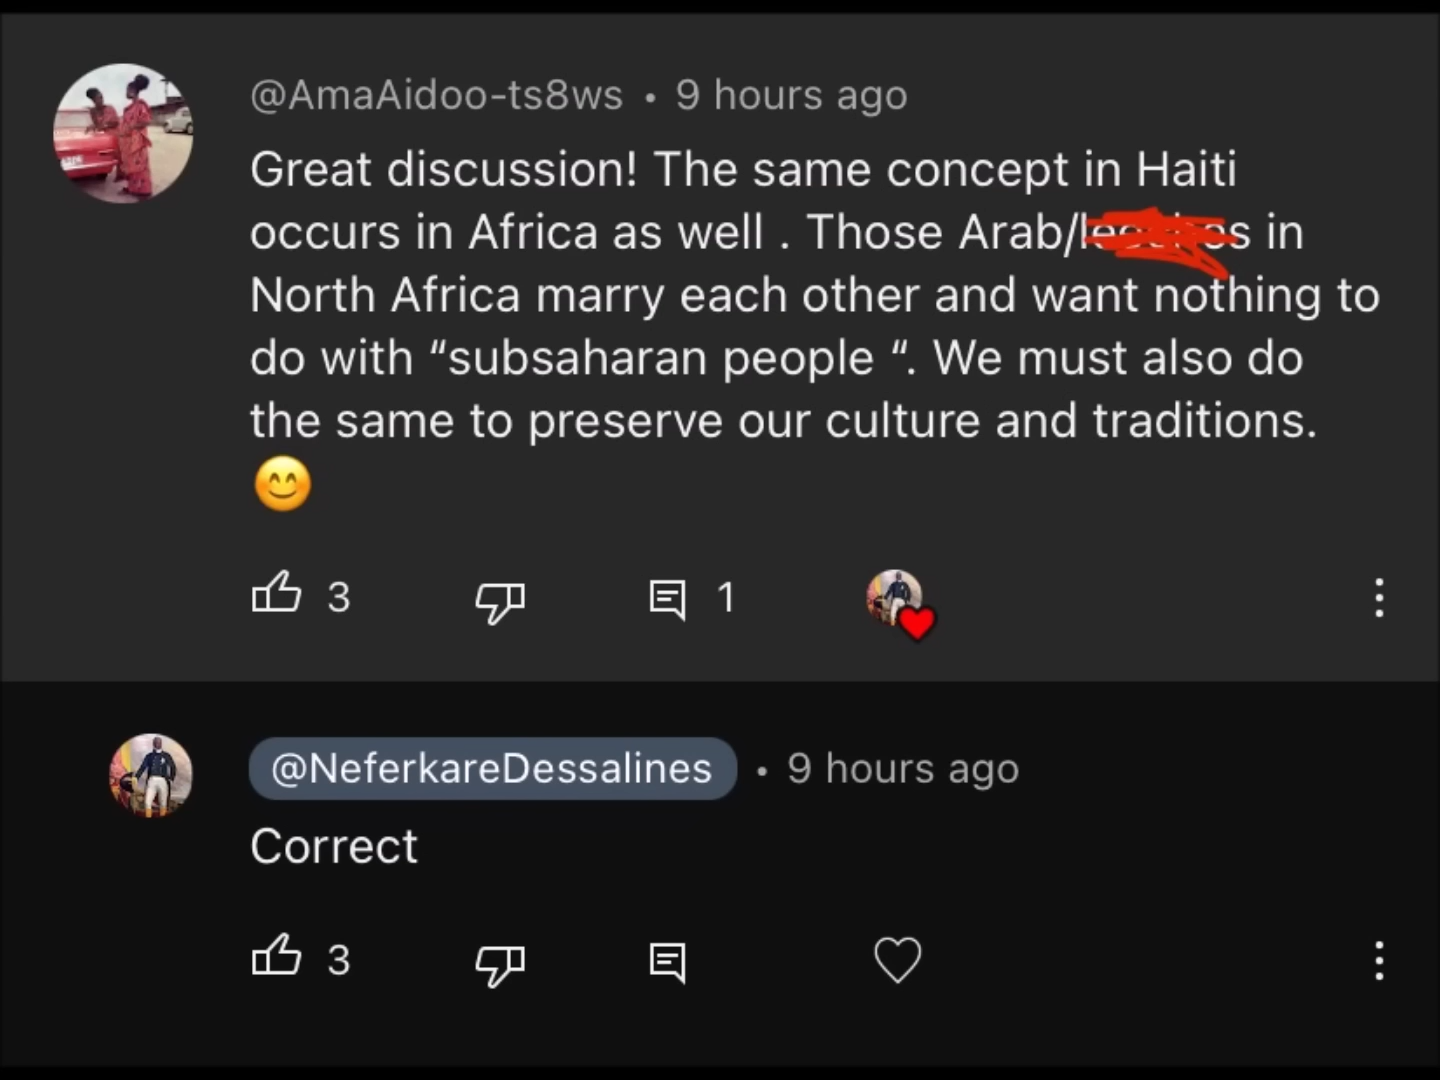 @AmaAidoo-ts8ws • 9 hours ago
Great discussion! The same concept in Haiti
occurs in Africa as well . Those Arab/ in
North Africa marry each other and want nothing to
do with “subsaharan people “. We must also do
the same to preserve our culture and traditions.
😊
3 1
@NeferkareDessalines • 9 hours ago
Correct
3